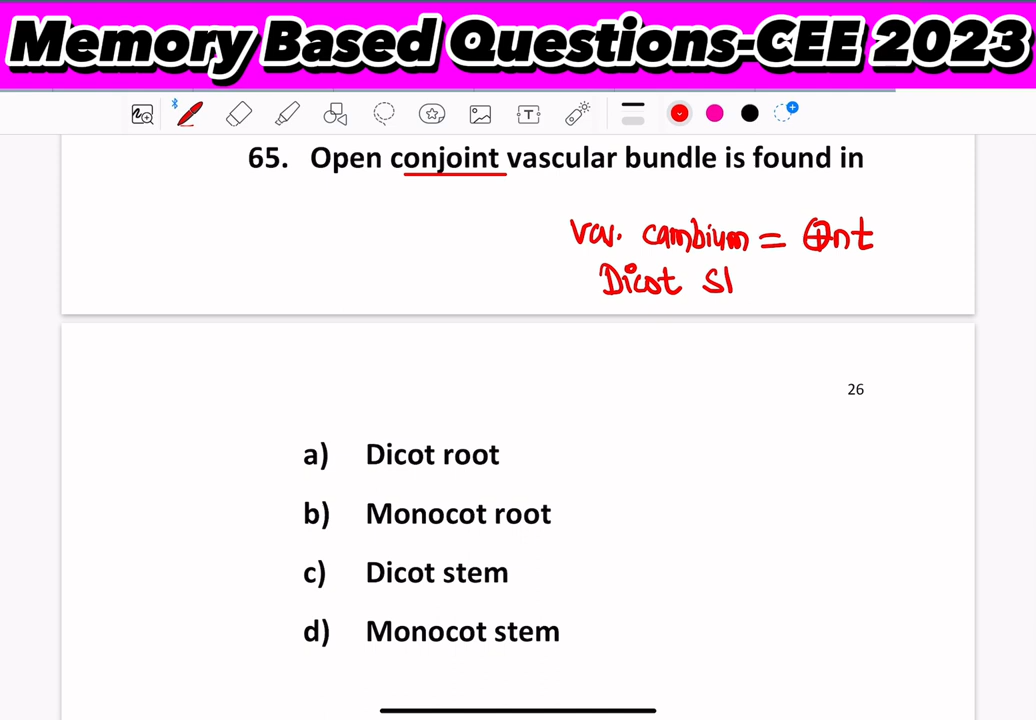 Memory Based Questions-CEE 2023
65. Open conjoint vascular bundle is found in
Vas. cambium = ⊕nt
Dicot st
26
a) Dicot root
b) Monocot root
c) Dicot stem
d) Monocot stem